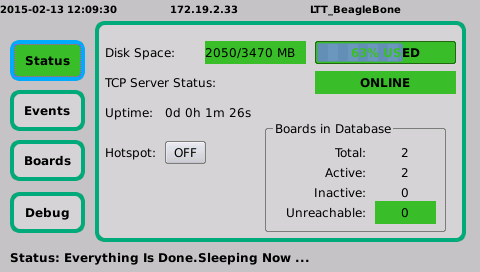 2015-02-13 12:09:30 172.19.2.33 LTT_BeagleBone
Status
Events
Boards
Debug
Disk Space: 2050/3470 MB 63% USED
TCP Server Status: ONLINE
Uptime: 0d 0h 1m 26s
Hotspot: OFF
Boards in Database
Total: 2
Active: 2
Inactive: 0
Unreachable: 0
Status: Everything Is Done.Sleeping Now ...